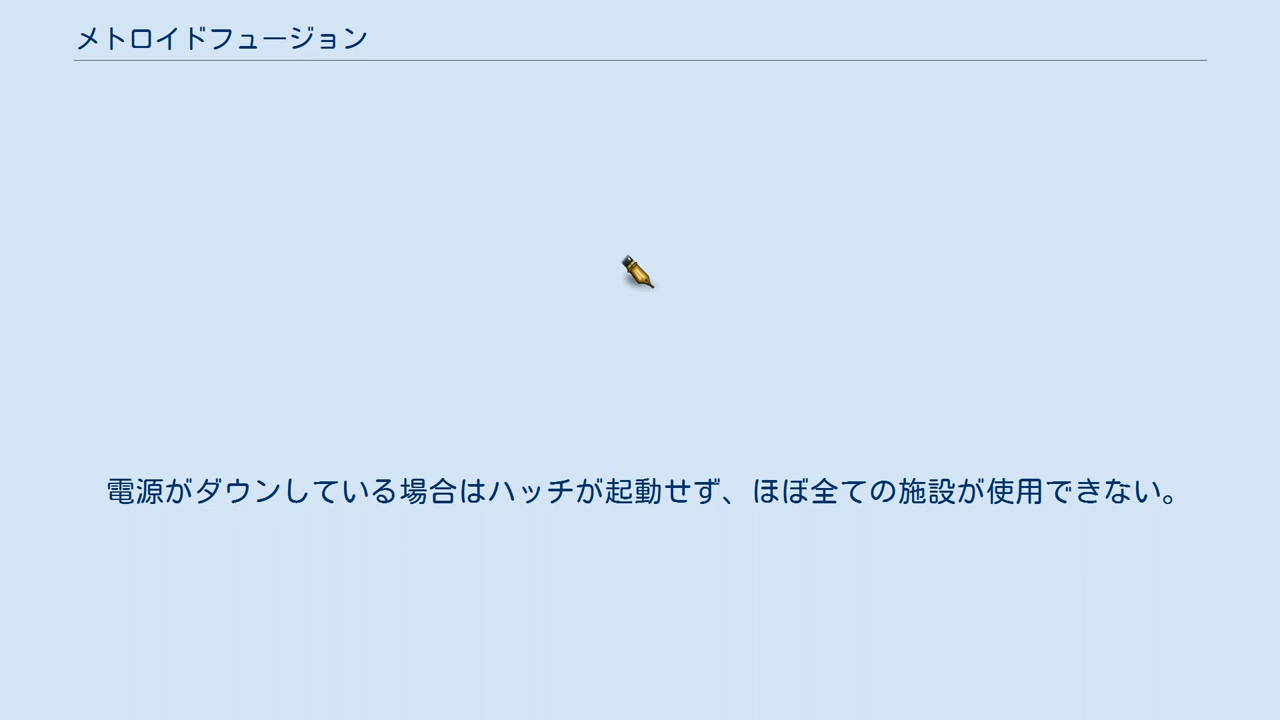 メトロイドフュージョン
電源がダウンしている場合はハッチが起動せず、ほぼ全ての施設が使用できない。